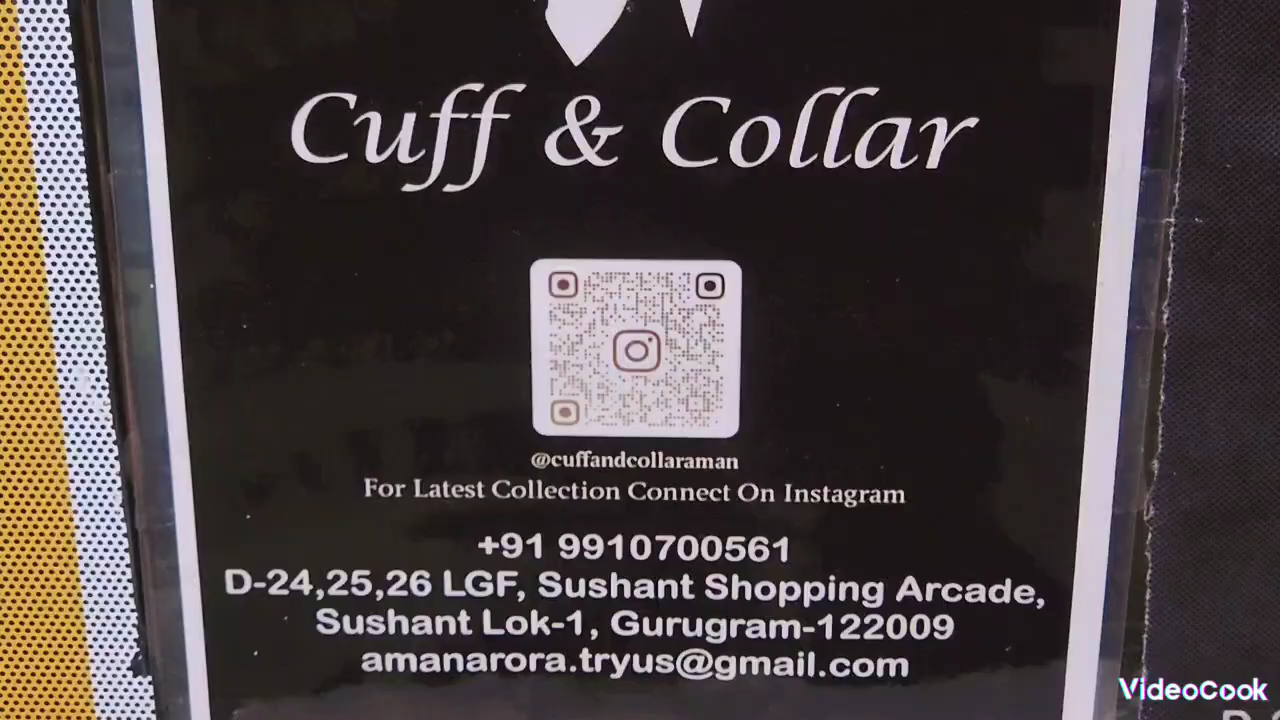 Cuff & Collar
@cuffandcollaraman
For Latest Collection Connect On Instagram
+91 9910700561
D-24,25,26 LGF, Sushant Shopping Arcade,
Sushant Lok-1, Gurugram-122009
amanarora.tryus@gmail.com
VideoCook